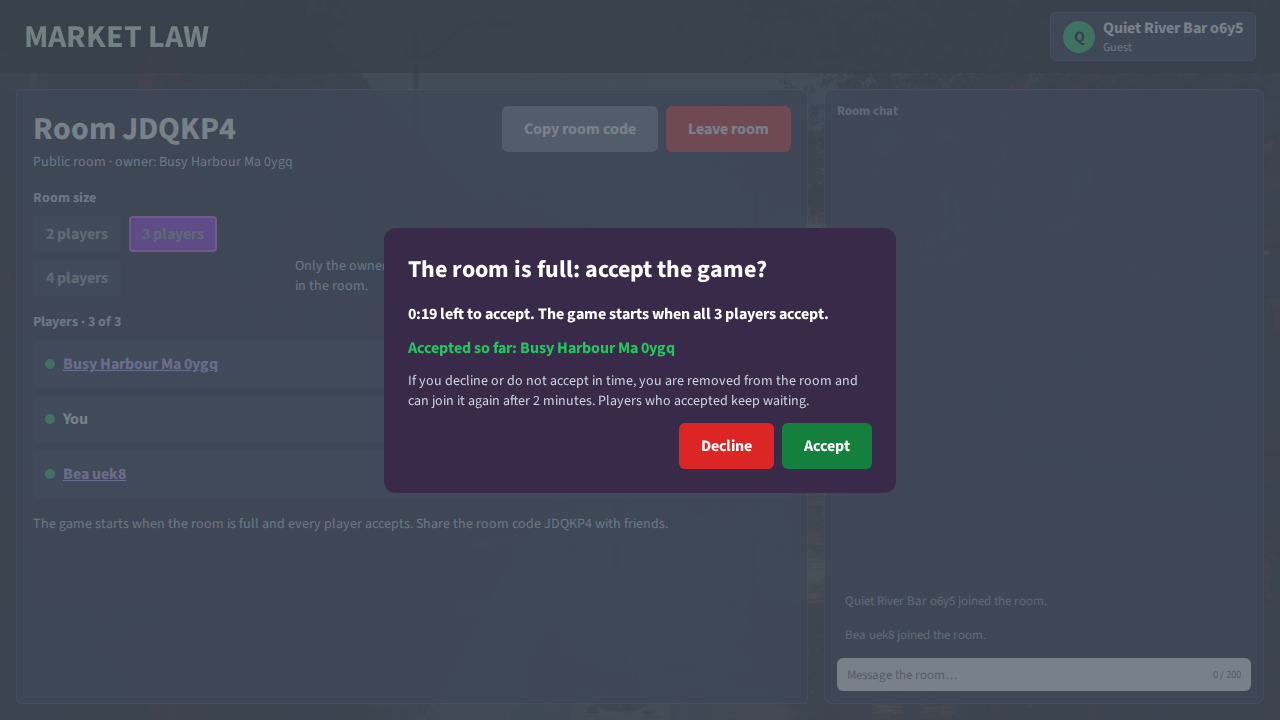 MARKET LAW
Q
Quiet River Bar o6y5
Guest
Room JDQKP4
Public room · owner: Busy Harbour Ma 0ygq
Copy room code
Leave room
Room size
2 players
3 players
4 players
Only the owner
in the room.
Players · 3 of 3
Busy Harbour Ma 0ygq
You
Bea uek8
The game starts when the room is full and every player accepts. Share the room code JDQKP4 with friends.
The room is full: accept the game?
0:19 left to accept. The game starts when all 3 players accept.
Accepted so far: Busy Harbour Ma 0ygq
If you decline or do not accept in time, you are removed from the room and
can join it again after 2 minutes. Players who accepted keep waiting.
Decline
Accept
Room chat
Quiet River Bar o6y5 joined the room.
Bea uek8 joined the room.
Message the room…
0 / 200